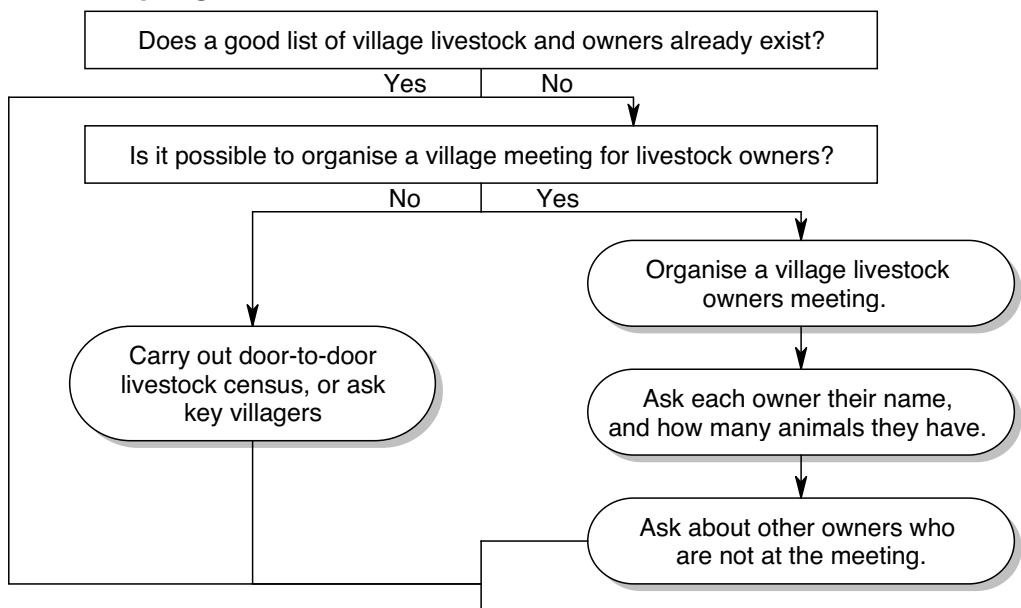 Does a good list of village livestock and owners already exist?
Yes No
Is it possible to organise a village meeting for livestock owners?
No Yes
Organise a village livestock
owners meeting.
Carry out door-to-door
livestock census, or ask
key villagers
Ask each owner their name,
and how many animals they have.
Ask about other owners who
are not at the meeting.